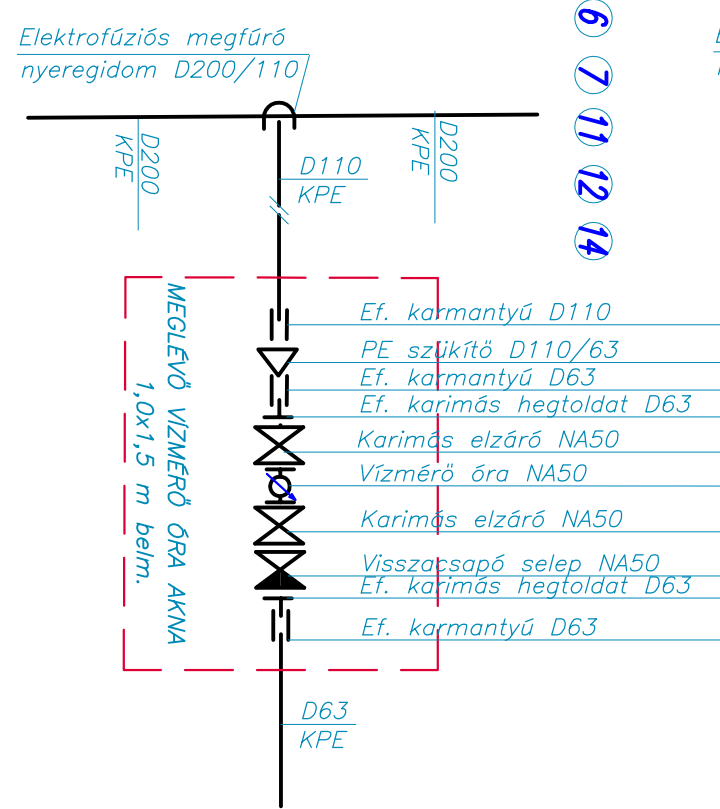 Elektrofúziós megfúró
nyeregidom D200/110
6
7
11
12
14
D200
KPE
D200
KPE
D110
KPE
MEGLÉVŐ VÍZMÉRŐ ÓRA AKNA
1,0x1,5 m belm.
Ef. karmantyú D110
PE szűkítő D110/63
Ef. karmantyú D63
Ef. karimás hegtoldat D63
Karimás elzáró NA50
Vízmérő óra NA50
Karimás elzáró NA50
Visszacsapó selep NA50
Ef. karimás hegtoldat D63
Ef. karmantyú D63
D63
KPE